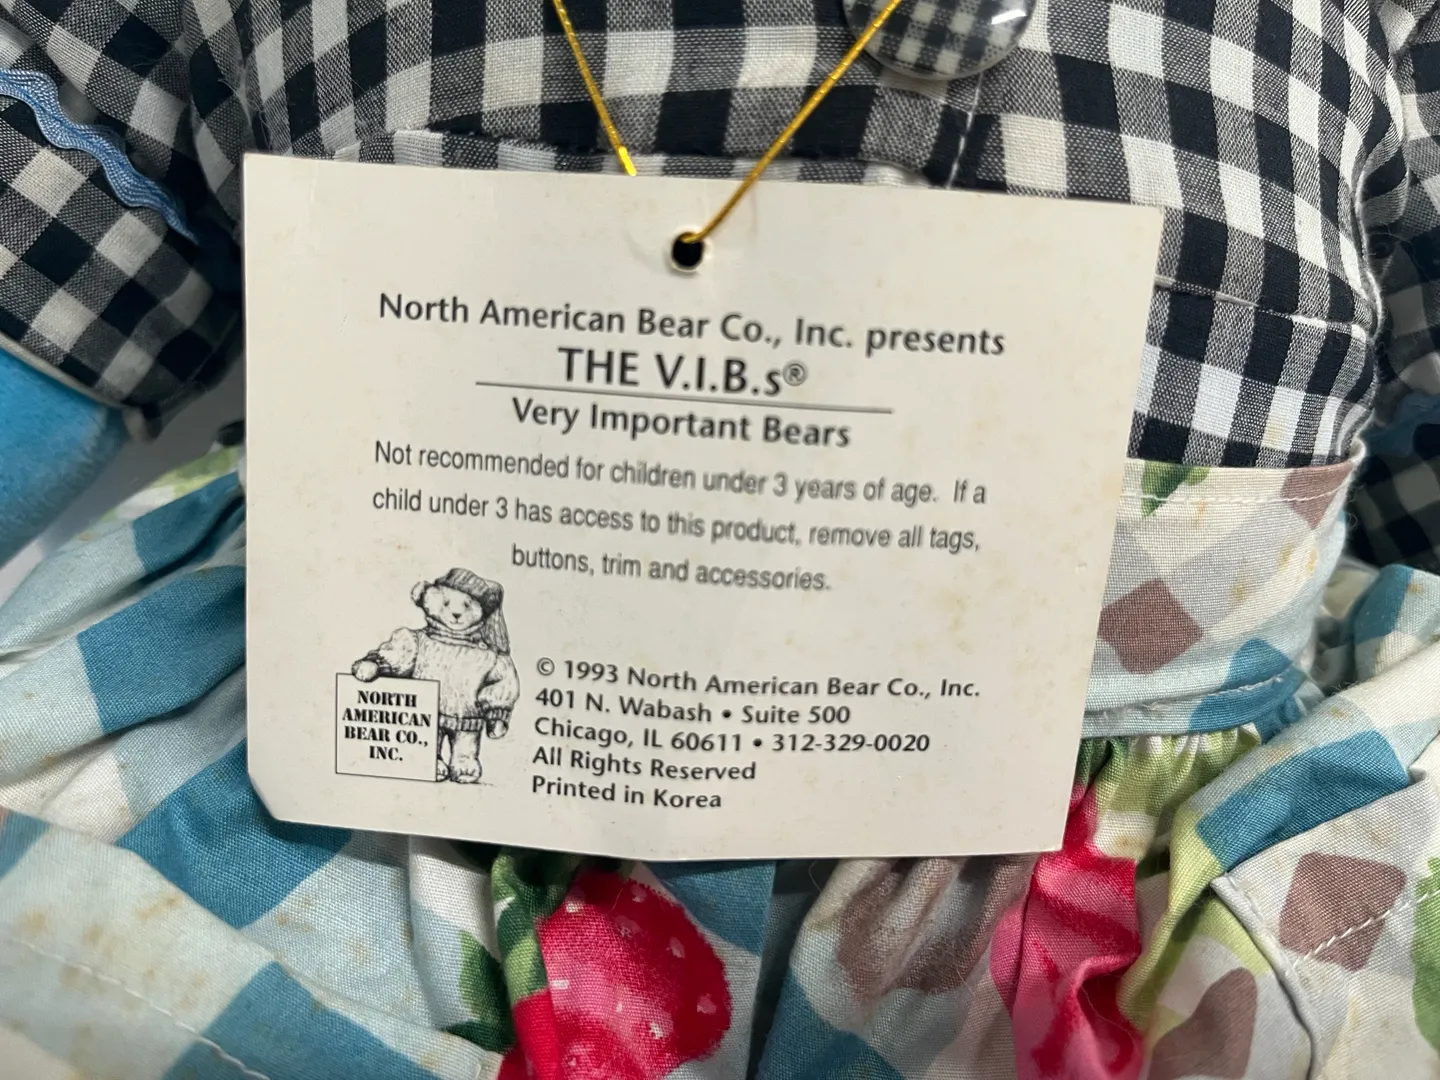 North American Bear Co., Inc. presents
THE V.I.B.s®
Very Important Bears
Not recommended for children under 3 years of age. If a
child under 3 has access to this product, remove all tags,
buttons, trim and accessories.
NORTH
AMERICAN
BEAR CO.,
INC.
© 1993 North American Bear Co., Inc.
401 N. Wabash • Suite 500
Chicago, IL 60611 • 312-329-0020
All Rights Reserved
Printed in Korea